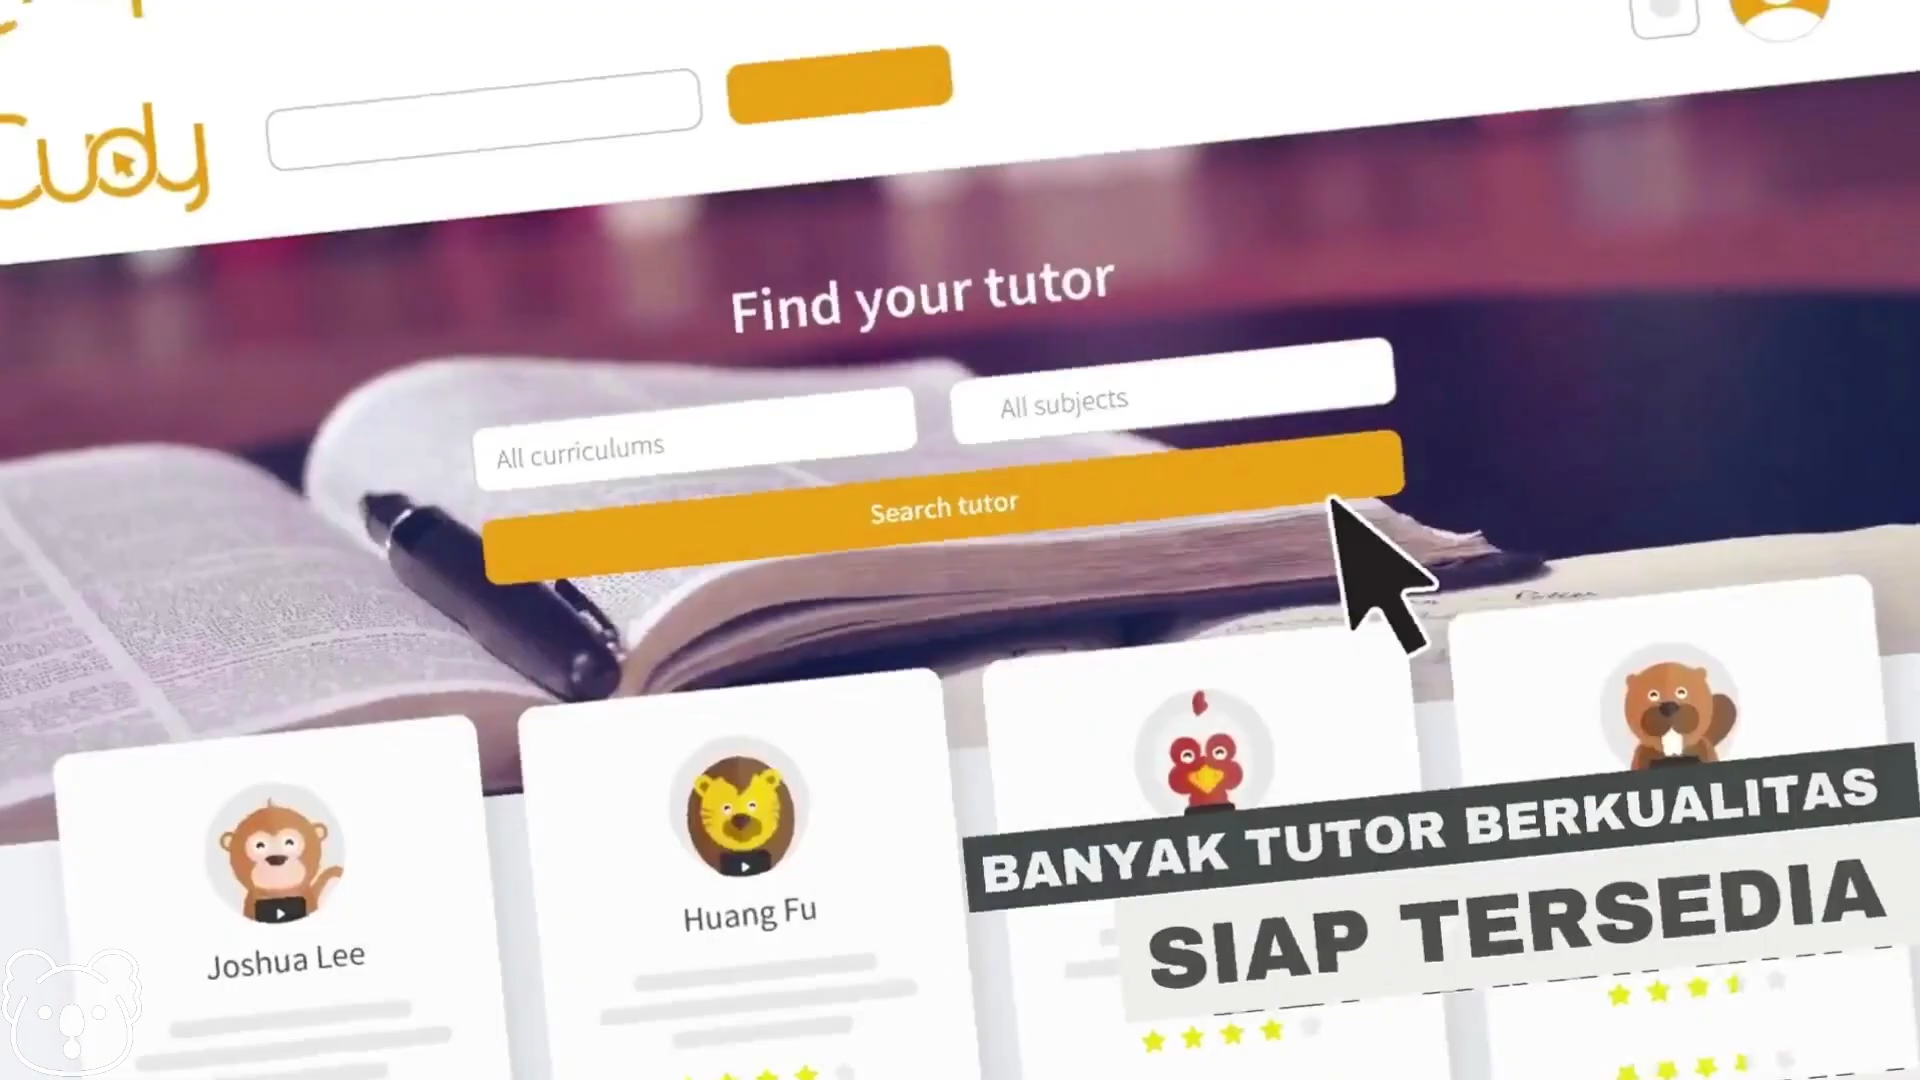 Cudy
Find your tutor
All curriculums
All subjects
Search tutor
Joshua Lee
Huang Fu
BANYAK TUTOR BERKUALITAS
SIAP TERSEDIA